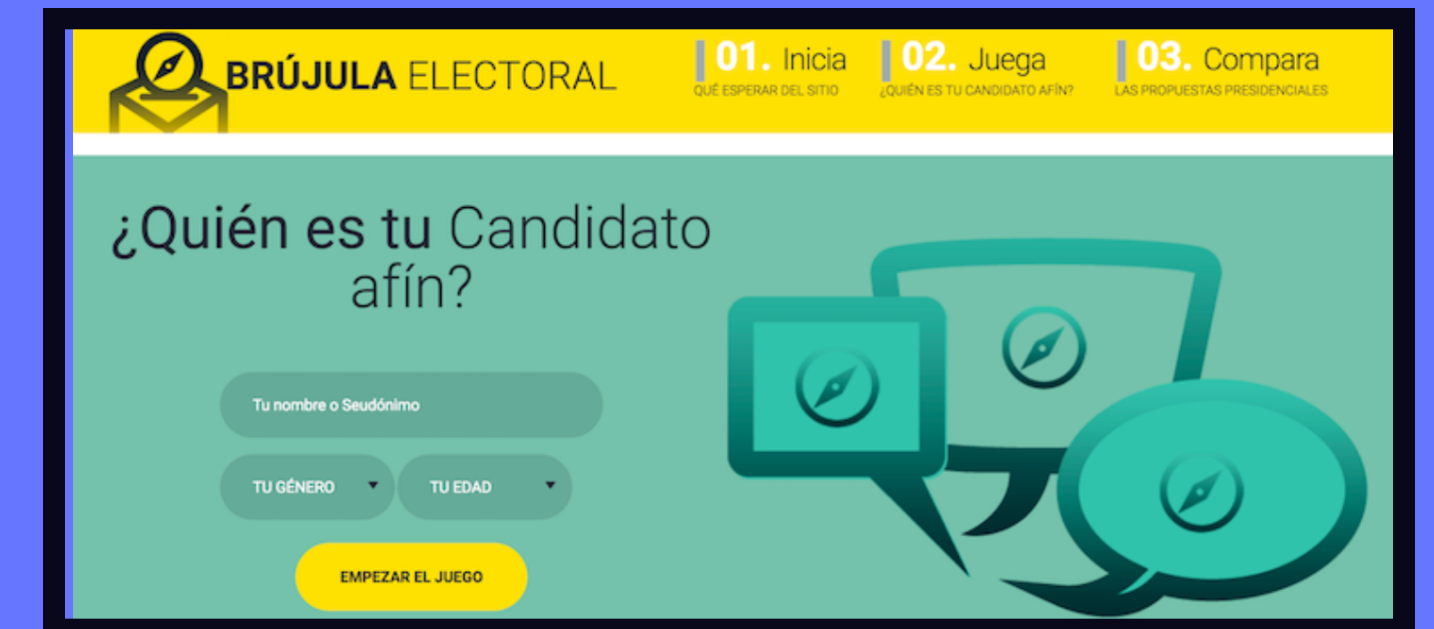 BRÚJULA ELECTORAL
01. Inicia
QUÉ ESPERAR DEL SITIO
02. Juega
¿QUIÉN ES TU CANDIDATO AFÍN?
03. Compara
LAS PROPUESTAS PRESIDENCIALES
¿Quién es tu Candidato
afín?
Tu nombre o Seudónimo
TU GÉNERO
TU EDAD
EMPEZAR EL JUEGO